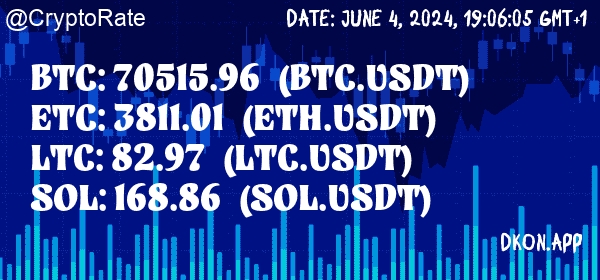 @CryptoRate
DATE: JUNE 4, 2024, 19:06:05 GMT+1
BTC: 70515.96 (BTC.USDT)
ETC: 3811.01 (ETH.USDT)
LTC: 82.97 (LTC.USDT)
SOL: 168.86 (SOL.USDT)
DKON.APP